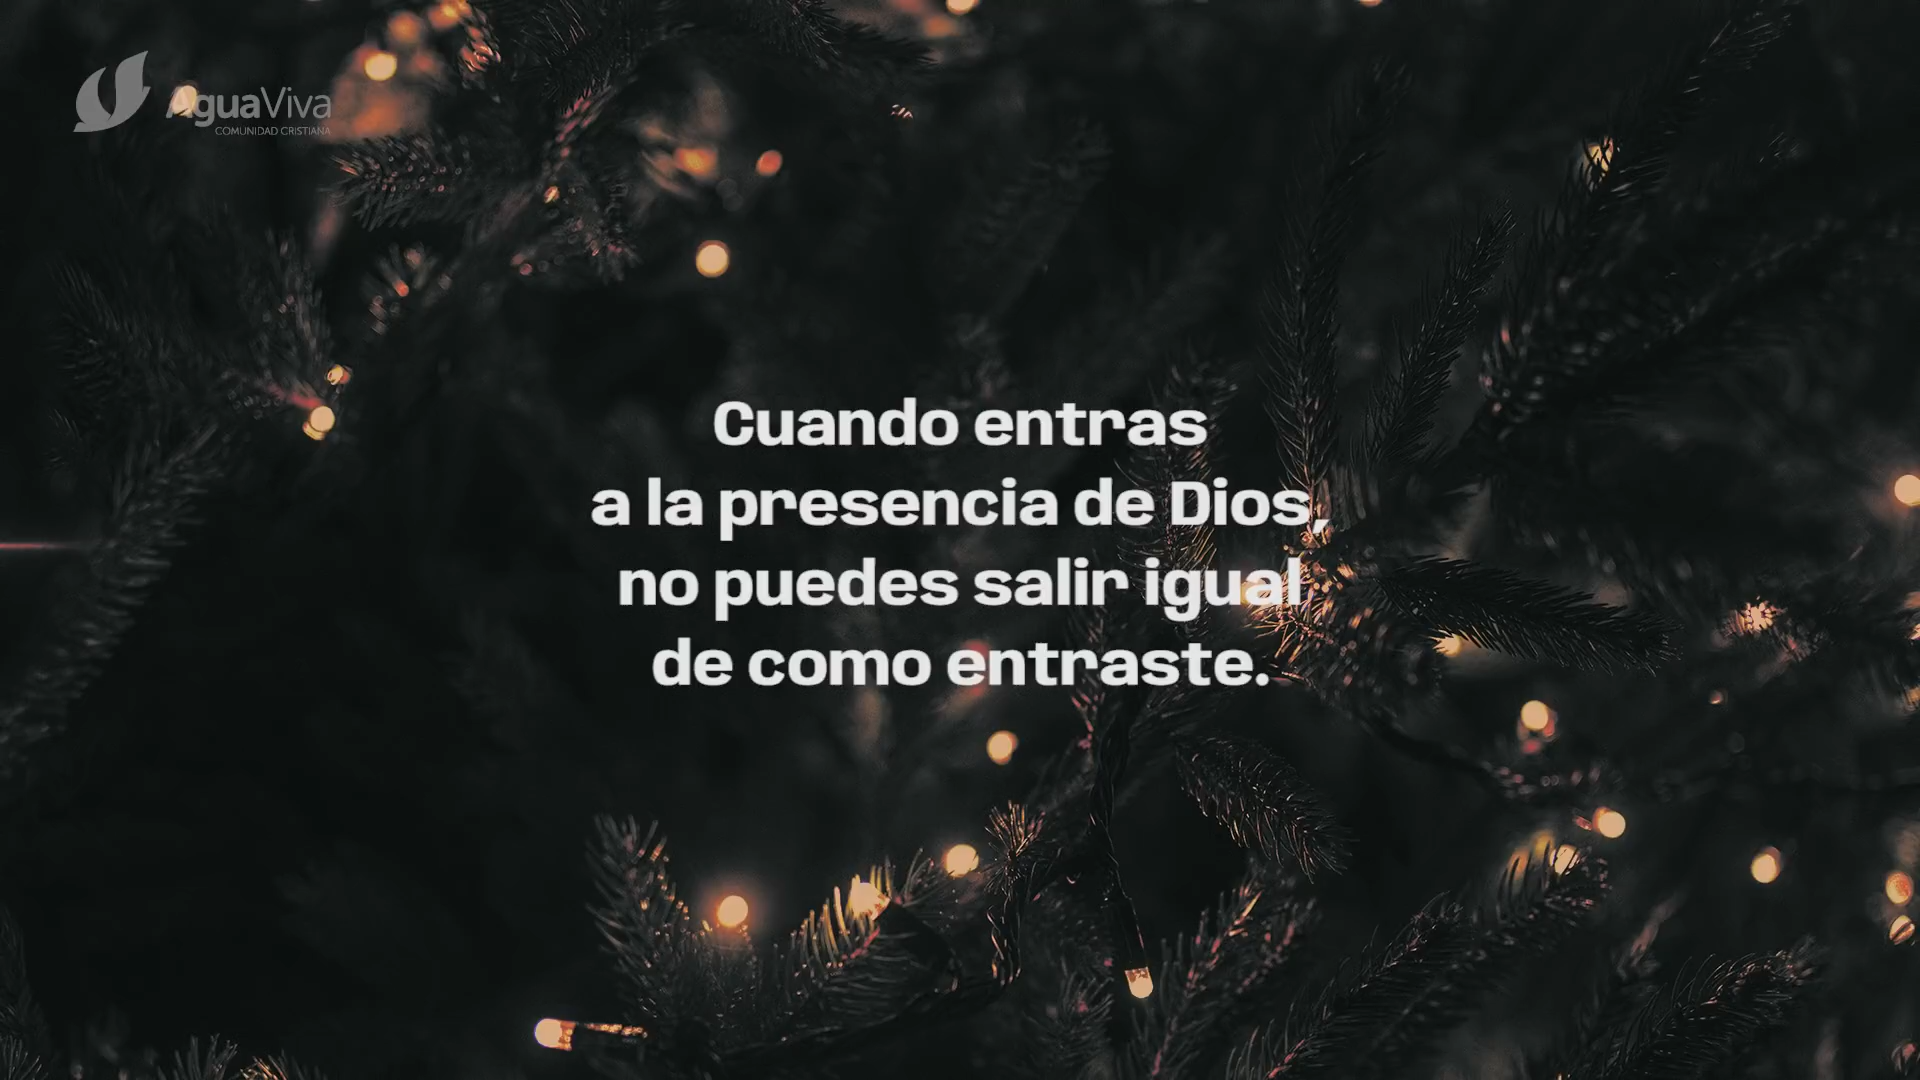 AguaViva
COMUNIDAD CRISTIANA
Cuando entras
a la presencia de Dios,
no puedes salir igual
de como entraste.